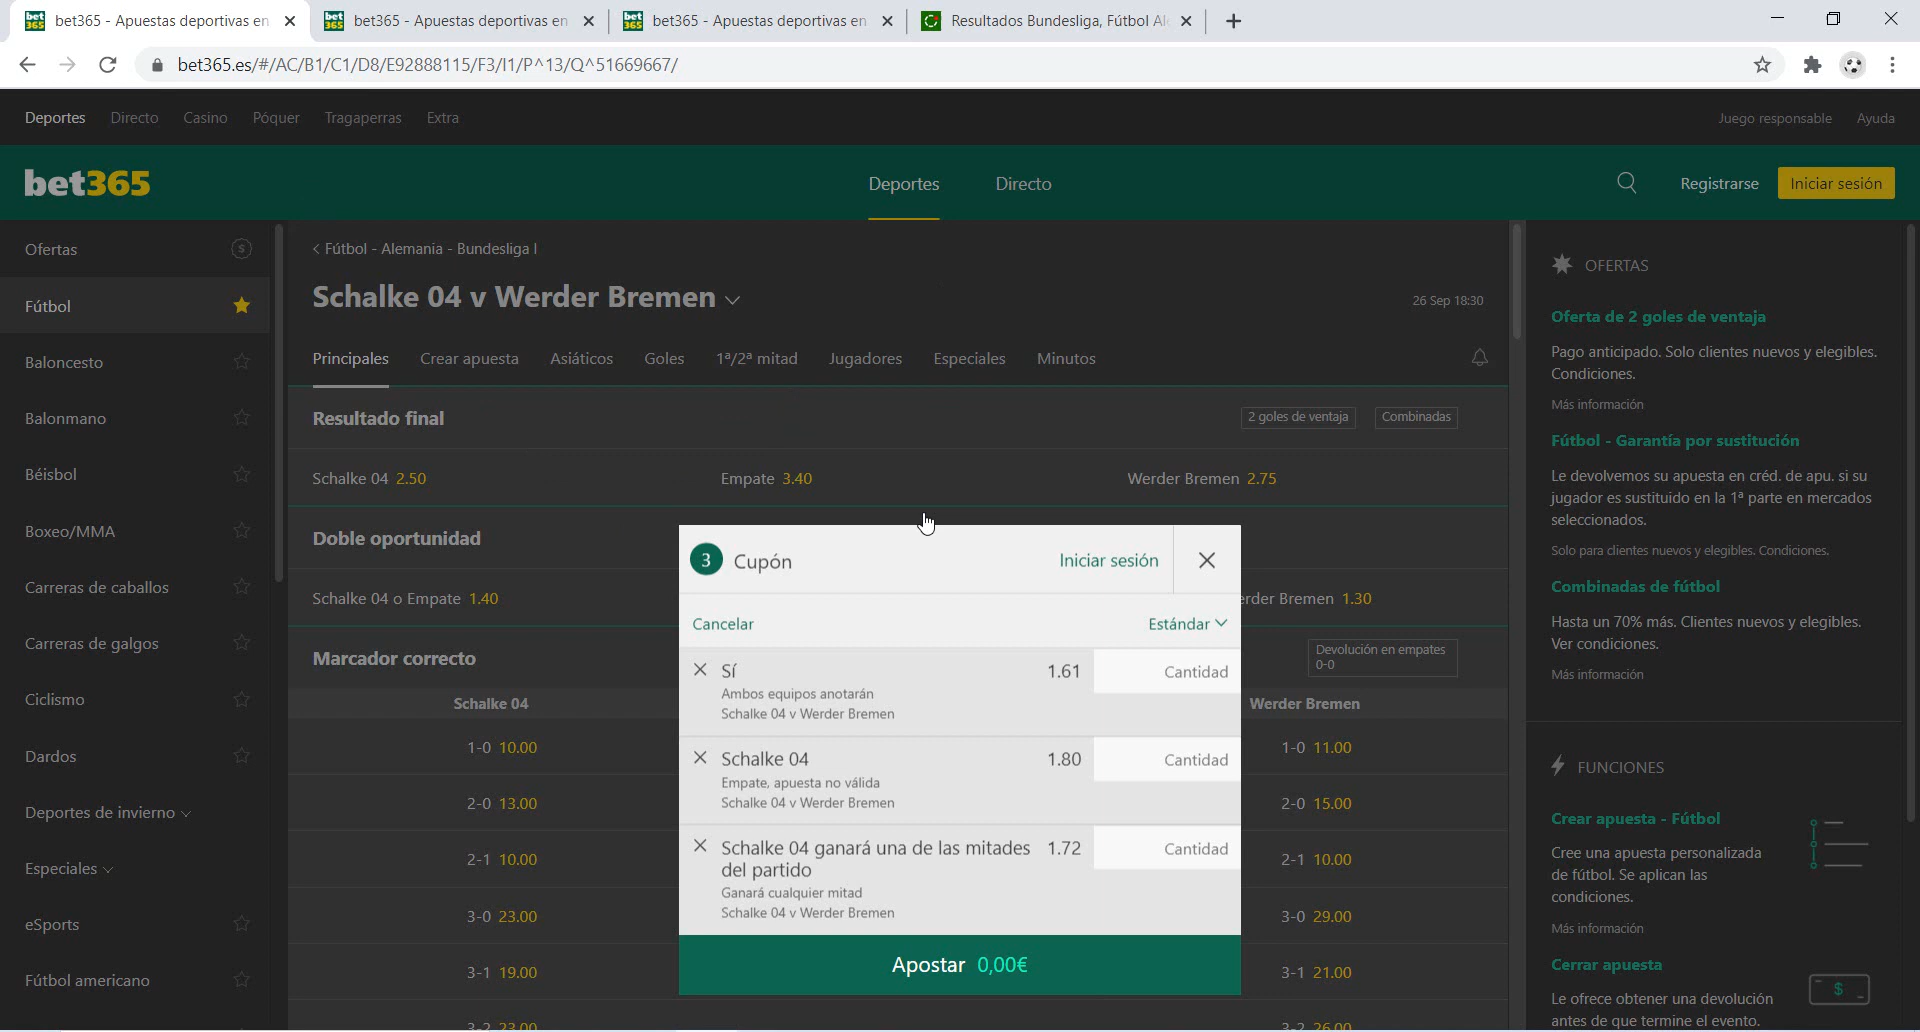 bet365 - Apuestas deportivas en
bet365 - Apuestas deportivas en
bet365 - Apuestas deportivas en
Resultados Bundesliga, Fútbol Al
bet365.es/#/AC/B1/C1/D8/E92888115/F3/I1/P^13/Q^51669667/
Deportes Directo Casino Póquer Tragaperras Extra
Juego responsable Ayuda
bet365
Deportes Directo
Registrarse Iniciar sesión
Ofertas
Fútbol
Baloncesto
Balonmano
Béisbol
Boxeo/MMA
Carreras de caballos
Carreras de galgos
Ciclismo
Dardos
Deportes de invierno
Especiales
eSports
Fútbol americano
< Fútbol - Alemania - Bundesliga I
Schalke 04 v Werder Bremen
26 Sep 18:30
Principales Crear apuesta Asiáticos Goles 1ª/2ª mitad Jugadores Especiales Minutos
Resultado final
2 goles de ventaja Combinadas
Schalke 04 2.50 Empate 3.40 Werder Bremen 2.75
Doble oportunidad
Schalke 04 o Empate 1.40
erder Bremen 1.30
Marcador correcto
Devolución en empates
0-0
Schalke 04 Werder Bremen
1-0 10.00 1-0 11.00
2-0 13.00 2-0 15.00
2-1 10.00 2-1 10.00
3-0 23.00 3-0 29.00
3-1 19.00 3-1 21.00
3-2 23.00 3-2 26.00
3 Cupón Iniciar sesión
Cancelar Estándar
Sí 1.61 Cantidad
Ambos equipos anotarán
Schalke 04 v Werder Bremen
Schalke 04 1.80 Cantidad
Empate, apuesta no válida
Schalke 04 v Werder Bremen
Schalke 04 ganará una de las mitades 1.72 Cantidad
del partido
Ganará cualquier mitad
Schalke 04 v Werder Bremen
Apostar 0,00€
OFERTAS
Oferta de 2 goles de ventaja
Pago anticipado. Solo clientes nuevos y elegibles.
Condiciones.
Más información
Fútbol - Garantía por sustitución
Le devolvemos su apuesta en créd. de apu. si su
jugador es sustituido en la 1ª parte en mercados
seleccionados.
Solo para clientes nuevos y elegibles. Condiciones.
Combinadas de fútbol
Hasta un 70% más. Clientes nuevos y elegibles.
Ver condiciones.
Más información
FUNCIONES
Crear apuesta - Fútbol
Cree una apuesta personalizada
de fútbol. Se aplican las
condiciones.
Más información
Cerrar apuesta
Le ofrece obtener una devolución
antes de que termine el evento.